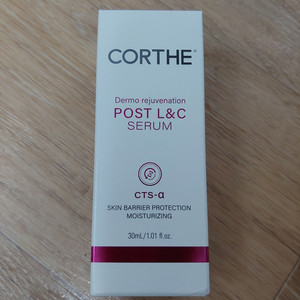 CORTHE®
Dermo rejuvenation
POST L&C
SERUM
CTS-α
SKIN BARRIER PROTECTION
MOISTURIZING
30mL/1.01 fl.oz.